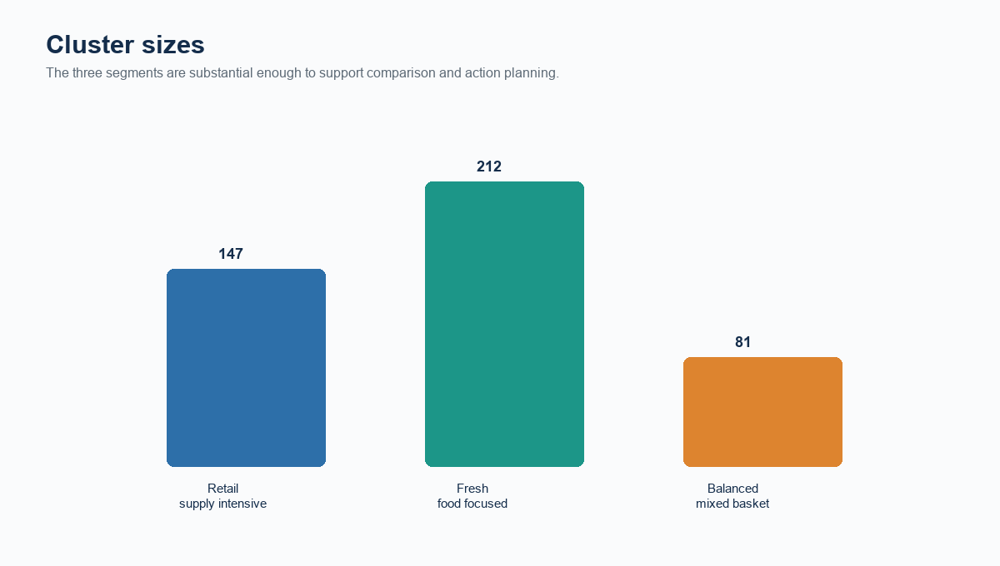 Cluster sizes
The three segments are substantial enough to support comparison and action planning.
212
147
81
Retail
supply intensive
Fresh
food focused
Balanced
mixed basket